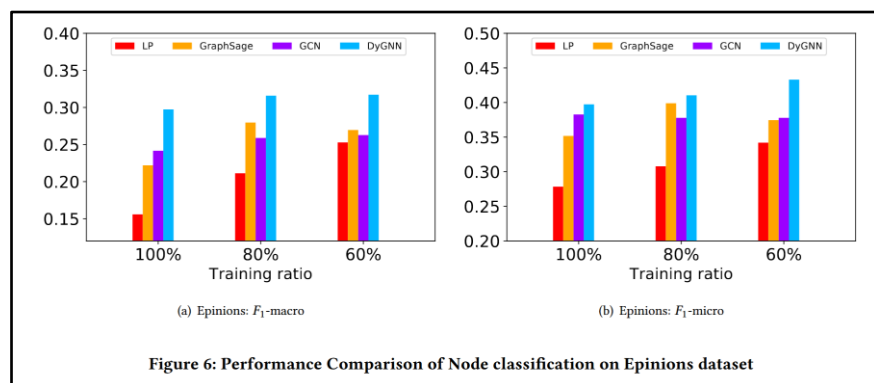 0.40
0.35
0.30
0.25
0.20
0.15
LP GraphSage GCN DyGNN
100% 80% 60%
Training ratio
(a) Epinions: F₁-macro
0.50
0.45
0.40
0.35
0.30
0.25
0.20
LP GraphSage GCN DyGNN
100% 80% 60%
Training ratio
(b) Epinions: F₁-micro
Figure 6: Performance Comparison of Node classification on Epinions dataset